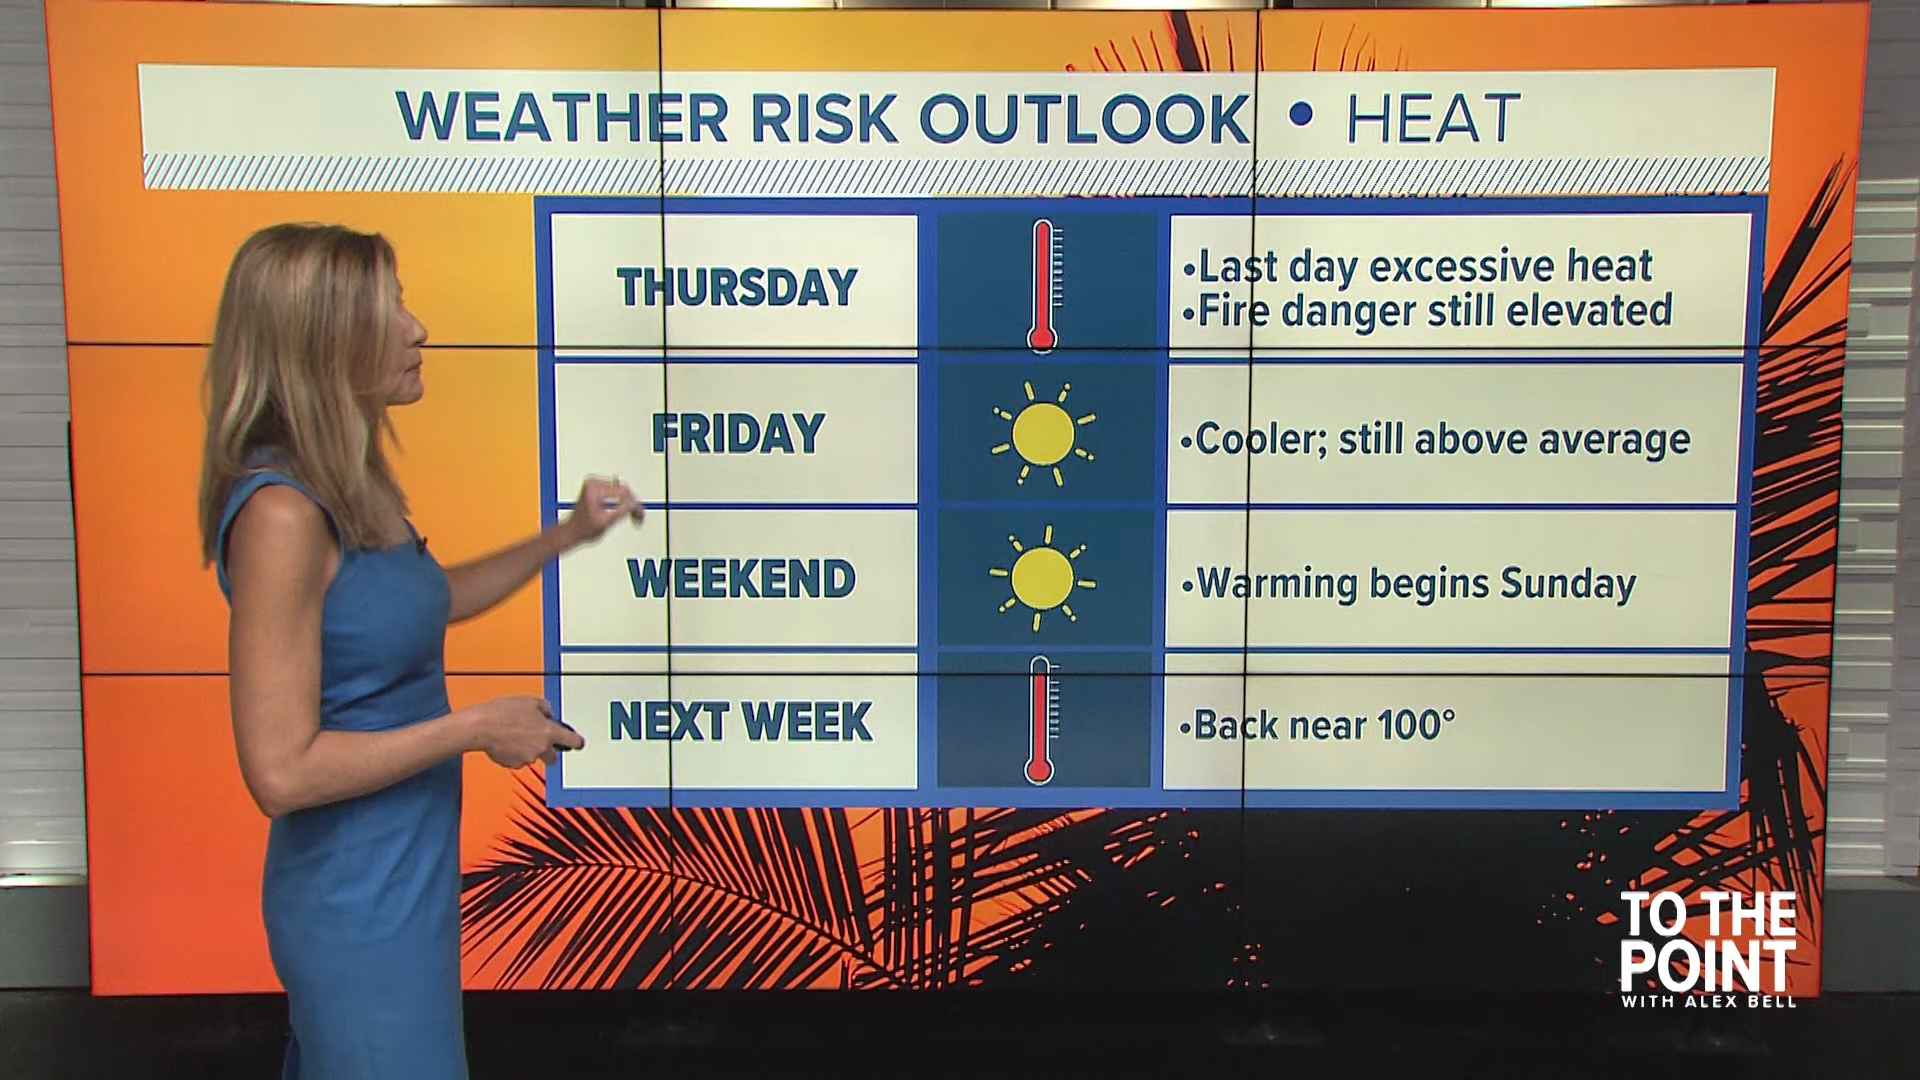 WEATHER RISK OUTLOOK • HEAT
THURSDAY
•Last day excessive heat
•Fire danger still elevated
FRIDAY
•Cooler; still above average
WEEKEND
•Warming begins Sunday
NEXT WEEK
•Back near 100°
TO THE
POINT
WITH ALEX BELL